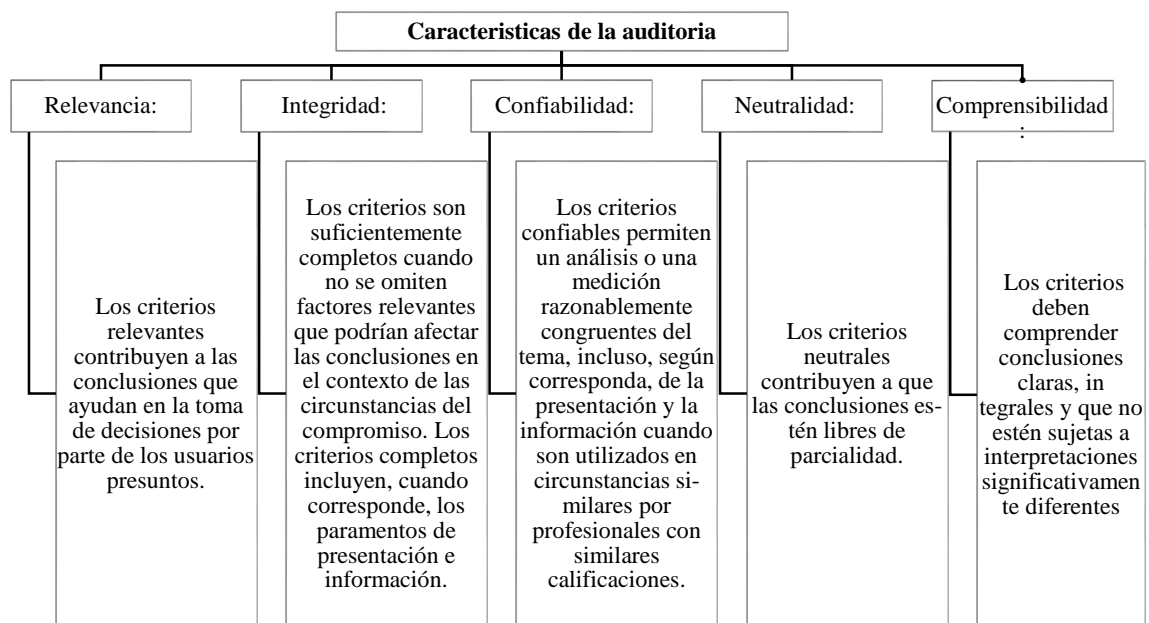 Caracteristicas de la auditoria
Relevancia:
Los criterios
relevantes
contribuyen a las
conclusiones que
ayudan en la toma
de decisiones por
parte de los usuarios
presuntos.
Integridad:
Los criterios son
suficientemente
completos cuando
no se omiten
factores relevantes
que podrían afectar
las conclusiones en
el contexto de las
circunstancias del
compromiso. Los
criterios completos
incluyen, cuando
corresponde, los
paramentos de
presentación e
información.
Confiabilidad:
Los criterios
confiables permiten
un análisis o una
medición
razonablemente
congruentes del
tema, incluso, según
corresponda, de la
presentación y la
información cuando
son utilizados en
circunstancias si-
milares por
profesionales con
similares
calificaciones.
Neutralidad:
Los criterios
neutrales
contribuyen a que
las conclusiones es-
tén libres de
parcialidad.
Comprensibilidad
:
Los criterios
deben
comprender
conclusiones
claras, in
tegrales y que no
estén sujetas a
interpretaciones
significativamen
te diferentes